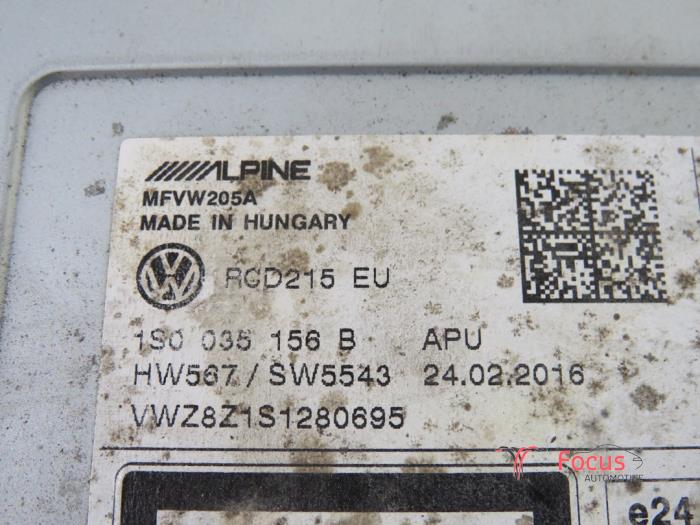 ALPINE
MFVW205A
MADE IN HUNGARY
RCD215 EU
1S0 035 156 B APU
HW567 / SW5543 24.02.2016
VWZ8Z1S1280695
Focus
AUTOMOTIVE
e24